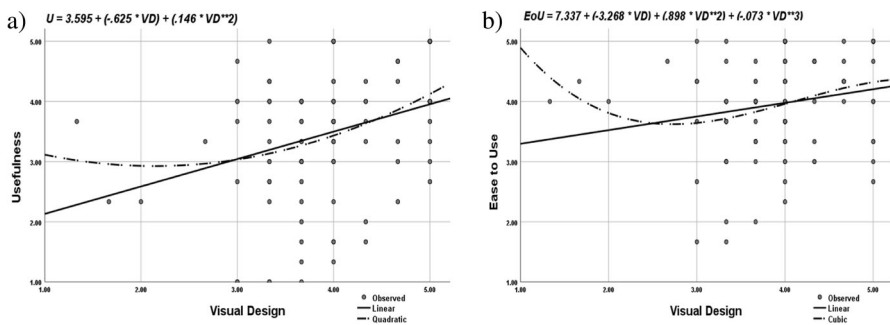 a)
U = 3.595 + (-.625 * VD) + (.146 * VD**2)
5.00
4.00
3.00
2.00
1.00
Usefulness
1.00
2.00
3.00
4.00
5.00
Visual Design
Observed
Linear
Quadratic
b)
EoU = 7.337 + (-3.268 * VD) + (.898 * VD**2) + (-.073 * VD**3)
5.00
4.00
3.00
2.00
1.00
Ease to Use
1.00
2.00
3.00
4.00
5.00
Visual Design
Observed
Linear
Cubic